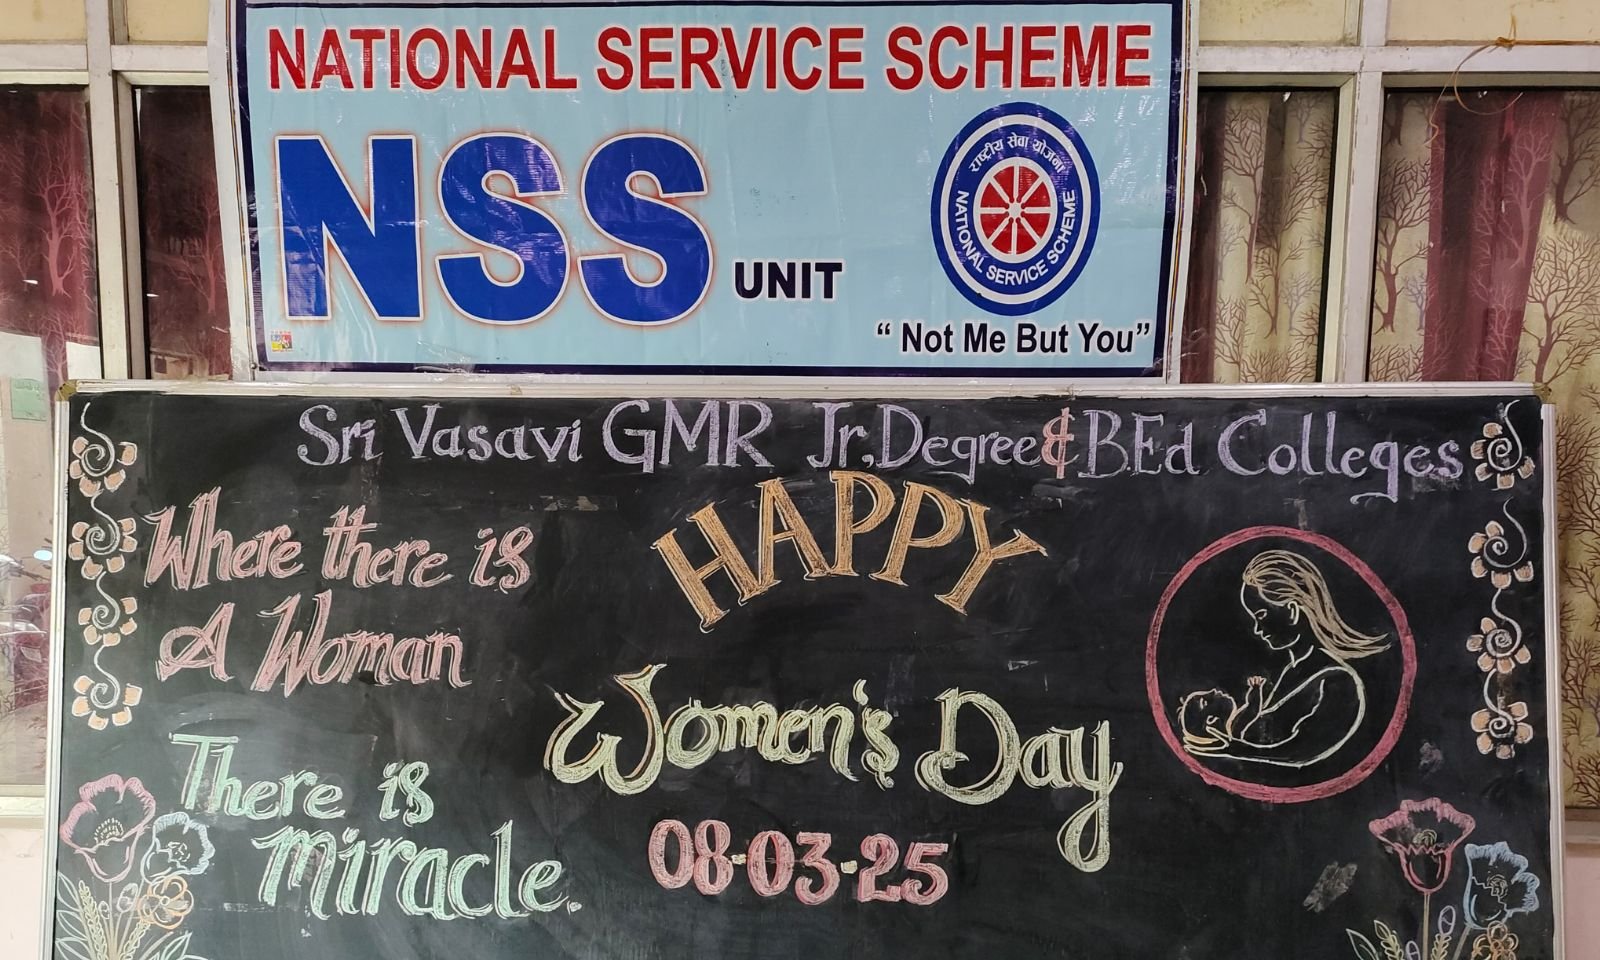 NATIONAL SERVICE SCHEME
NSS UNIT
राष्ट्रीय सेवा योजना
NATIONAL SERVICE SCHEME
“ Not Me But You”
Sri Vasavi GMR Jr, Degree & B.Ed Colleges
Where there is
A Woman
There is
miracle.
HAPPY
Women's Day
08-03-25